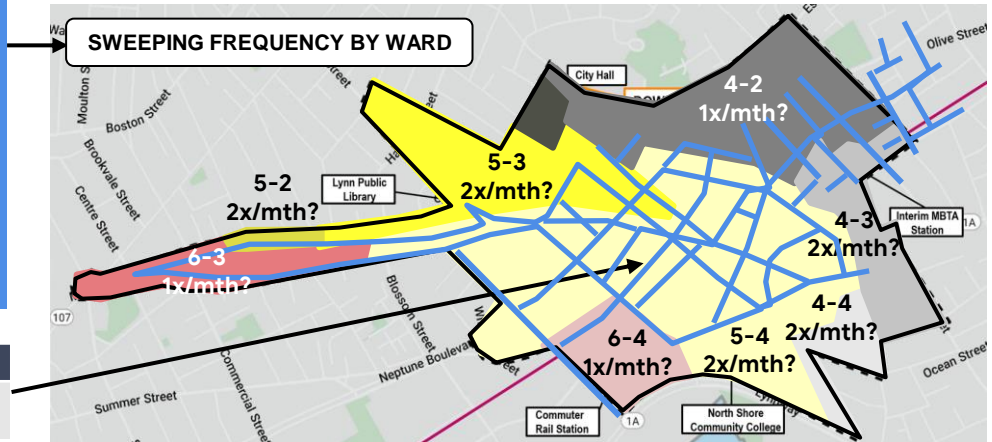 SWEEPING FREQUENCY BY WARD
City Hall
4-2
1x/mth?
Olive Street
Moulton S
Boston Street
Brookvale Street
Centre Street
5-2
2x/mth?
Lynn Public
Library
5-3
2x/mth?
4-3
2x/mth?
Interim MBTA
Station
1A
6-3
1x/mth?
107
Blossom Street
4-4
2x/mth?
5-4
2x/mth?
6-4
1x/mth?
Neptune Boulevard
Commercial Street
Summer Street
Ocean Street
Commuter
Rail Station
1A
North Shore
Community College